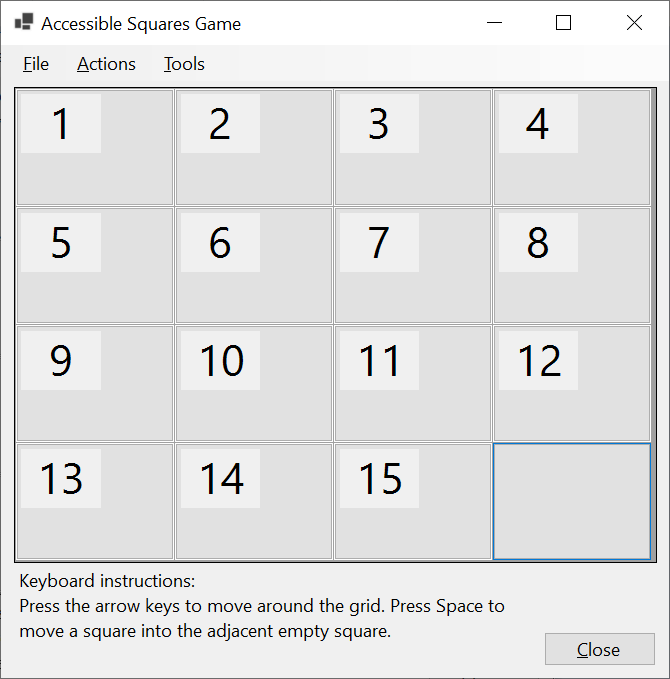 Accessible Squares Game
File Actions Tools
1 2 3 4
5 6 7 8
9 10 11 12
13 14 15
Keyboard instructions:
Press the arrow keys to move around the grid. Press Space to
move a square into the adjacent empty square.
Close